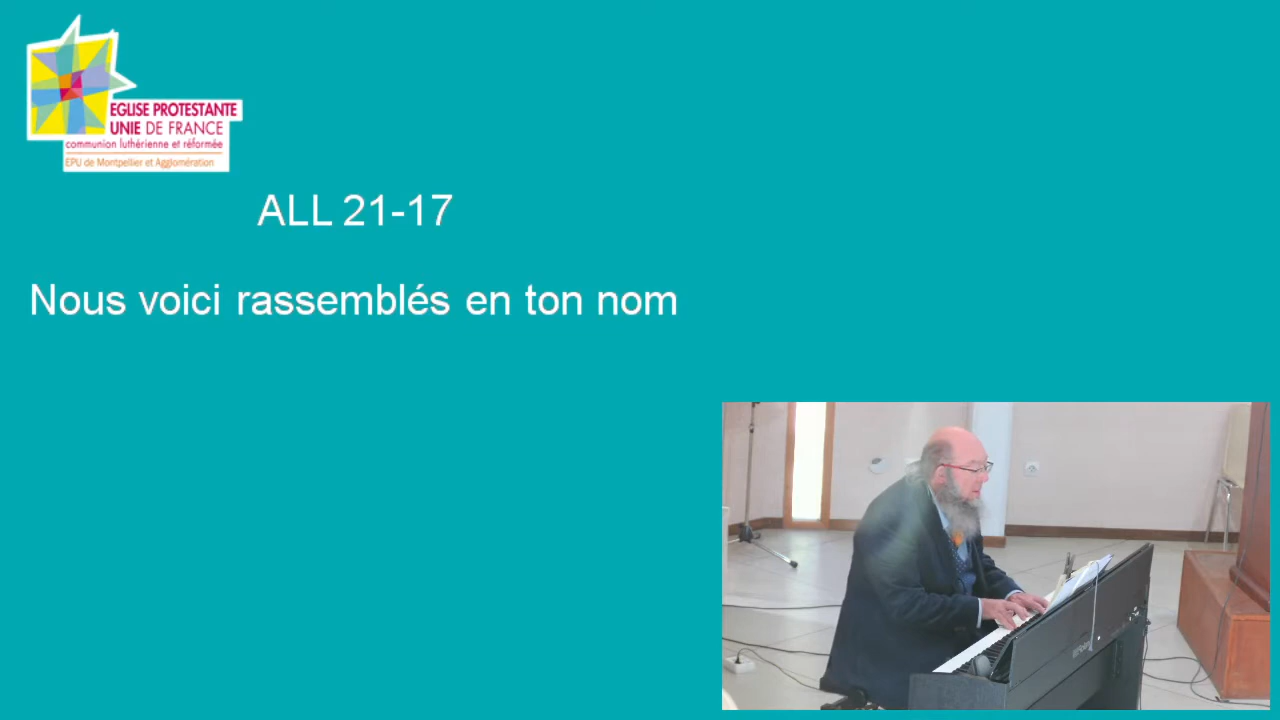 EGLISE PROTESTANTE
UNIE DE FRANCE
communion luthérienne et réformée
EPU de Montpellier et Agglomération
ALL 21-17
Nous voici rassemblés en ton nom